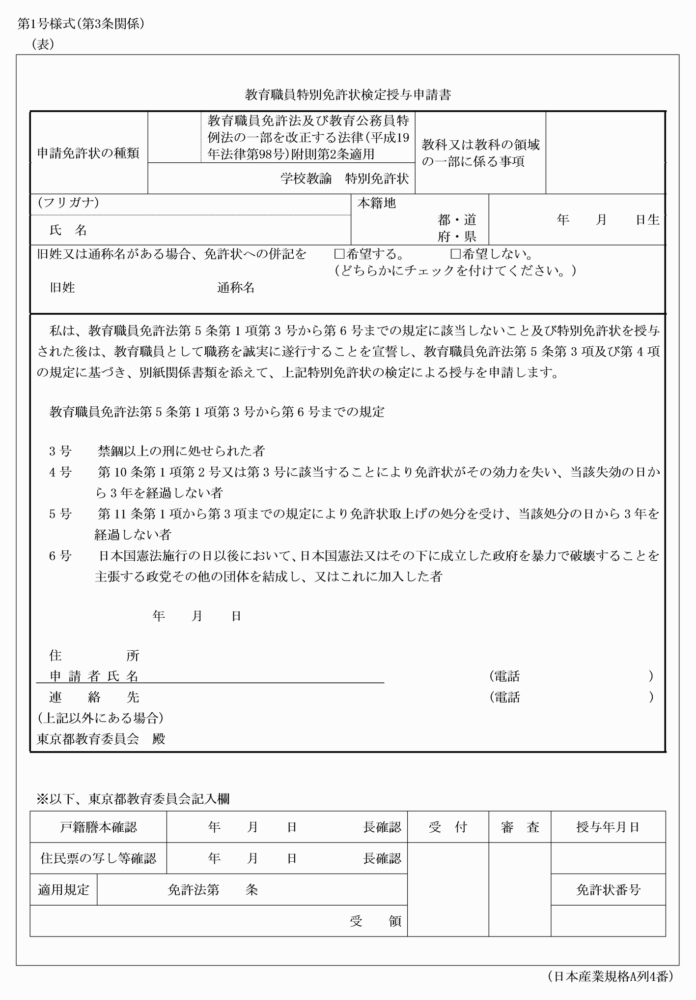 第1号様式(第3条関係)
(表)
教育職員特別免許状検定授与申請書
申請免許状の種類
教育職員免許法及び教育公務員特
例法の一部を改正する法律(平成19
年法律第98号)附則第2条適用
学校教諭　特別免許状
教科又は教科の領域
の一部に係る事項
(フリガナ)
氏　名
本籍地
都・道
府・県
年　　月　　日生
旧姓又は通称名がある場合、免許状への併記を　　□希望する。　　　　□希望しない。
(どちらかにチェックを付けてください。)
旧姓　　　　　　　　　　　通称名
私は、教育職員免許法第5条第1項第3号から第6号までの規定に該当しないこと及び特別免許状を授与
された後は、教育職員として職務を誠実に遂行することを宣誓し、教育職員免許法第5条第3項及び第4項
の規定に基づき、別紙関係書類を添えて、上記特別免許状の検定による授与を申請します。
教育職員免許法第5条第1項第3号から第6号までの規定
3号　　禁錮以上の刑に処せられた者
4号　　第10条第1項第2号又は第3号に該当することにより免許状がその効力を失い、当該失効の日か
ら3年を経過しない者
5号　　第11条第1項から第3項までの規定により免許状取上げの処分を受け、当該処分の日から3年を
経過しない者
6号　　日本国憲法施行の日以後において、日本国憲法又はその下に成立した政府を暴力で破壊することを
主張する政党その他の団体を結成し、又はこれに加入した者
年　　月　　日
住　　　　　所
申請者氏名　　　　　(電話　　　　　　　　　　)
連　　絡　　先　　　　　(電話　　　　　　　　　　)
(上記以外にある場合)
東京都教育委員会　殿
※以下、東京都教育委員会記入欄
戸籍謄本確認　　年　　月　　日　　　　　長確認　　受　付　　審　査　　授与年月日
住民票の写し等確認　　年　　月　　日　　　　　長確認
適用規定　　免許法第　　条　　免許状番号
受　　領
(日本産業規格A列4番)